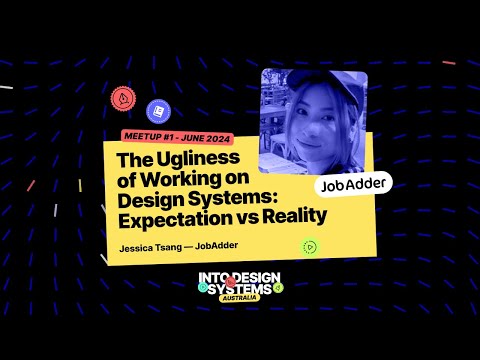 MEETUP #1 - JUNE 2024
The Ugliness
of Working on
Design Systems:
Expectation vs Reality
Jessica Tsang — JobAdder
JobAdder
INTO DESIGN
SYSTEMS
AUSTRALIA